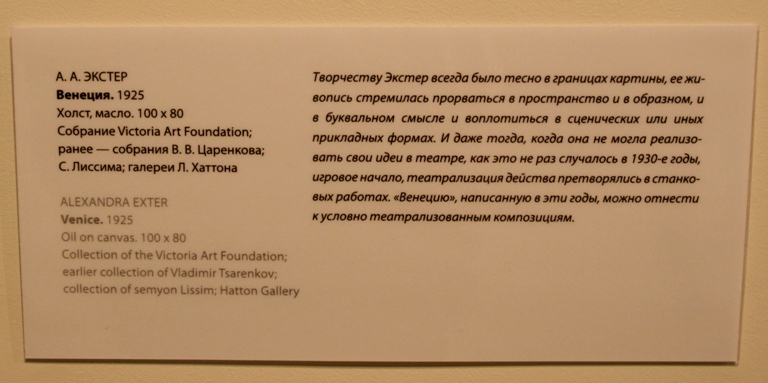 А. А. ЭКСТЕР
Венеция. 1925
Холст, масло. 100 x 80
Собрание Victoria Art Foundation;
ранее — собрания В. В. Царенкова;
С. Лиссима; галереи Л. Хаттона
ALEXANDRA EXTER
Venice. 1925
Oil on canvas. 100 x 80
Collection of the Victoria Art Foundation;
earlier collection of Vladimir Tsarenkov;
collection of semyon Lissim; Hatton Gallery
Творчеству Экстер всегда было тесно в границах картины, ее жи-
вопись стремилась прорваться в пространство и в образном, и
в буквальном смысле и воплотиться в сценических или иных
прикладных формах. И даже тогда, когда она не могла реализо-
вать свои идеи в театре, как это не раз случалось в 1930-е годы,
игровое начало, театрализация действа претворялись в станко-
вых работах. «Венецию», написанную в эти годы, можно отнести
к условно театрализованным композициям.